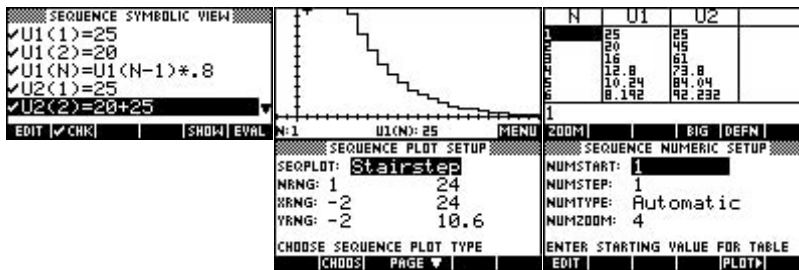 SEQUENCE SYMBOLIC VIEW
✓U1(1)=25
✓U1(2)=20
✓U1(N)=U1(N-1)*.8
✓U2(1)=25
✓U2(2)=20+25
EDIT ✓CHK SHOW EVAL
N:1 U1(N): 25 MENU
N U1 U2
1 25 25
2 20 45
3 16 61
4 12.8 73.8
5 10.24 84.04
6 8.192 92.232
1
ZOOM BIG DEFN
SEQUENCE PLOT SETUP
SEQPLOT: Stairstep
NRNG: 1 24
XRNG: -2 24
YRNG: -2 10.6
CHOOSE SEQUENCE PLOT TYPE
CHOOS PAGE ▼
SEQUENCE NUMERIC SETUP
NUMSTART: 1
NUMSTEP: 1
NUMTYPE: Automatic
NUMZOOM: 4
ENTER STARTING VALUE FOR TABLE
EDIT PLOT▶